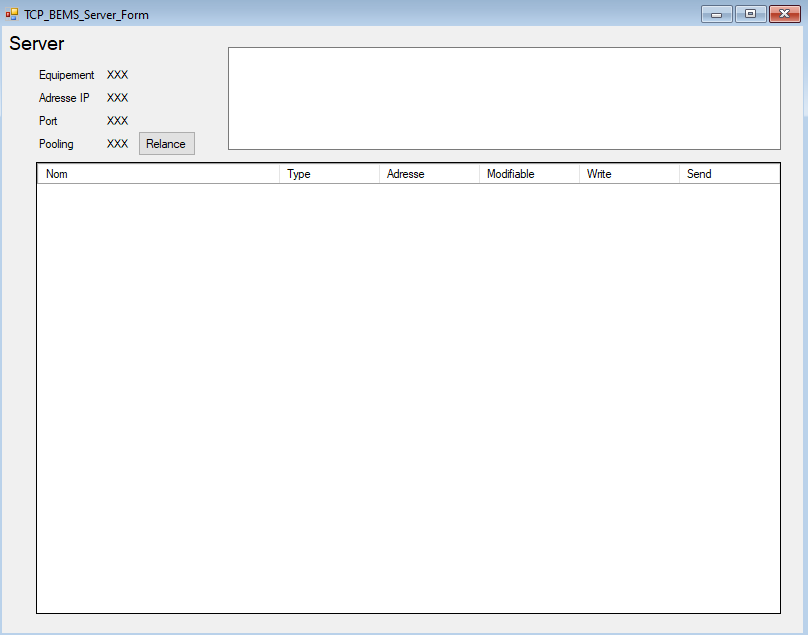 TCP_BEMS_Server_Form
Server
Equipement XXX
Adresse IP XXX
Port XXX
Pooling XXX Relance
Nom Type Adresse Modifiable Write Send